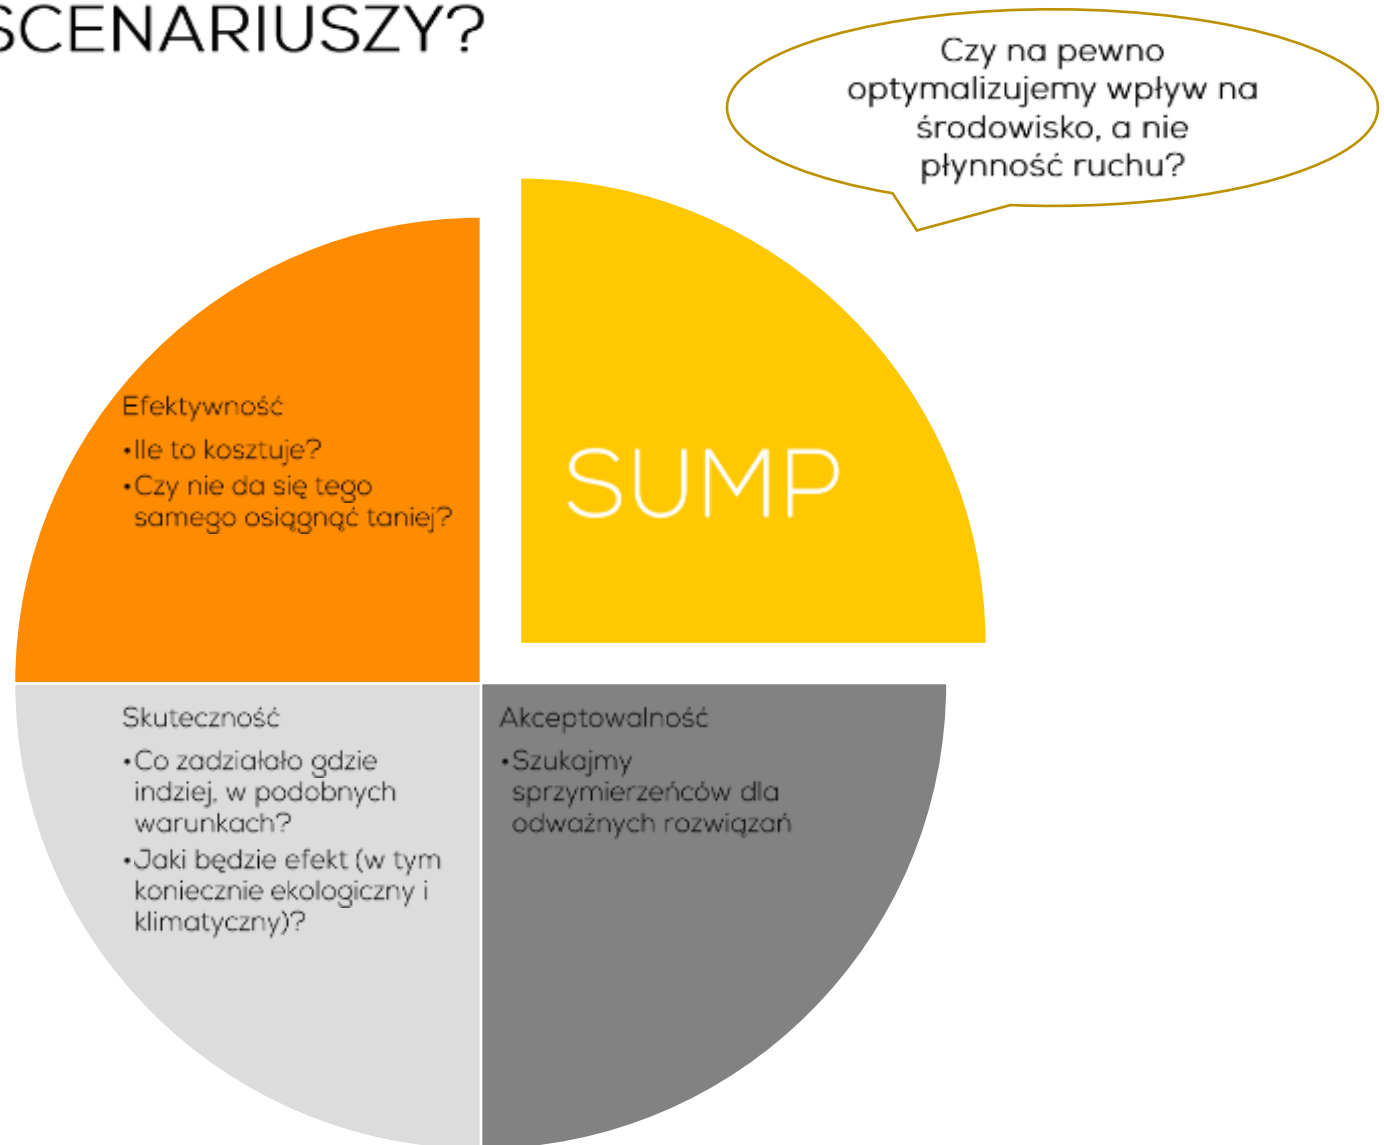 SCENARIUSZY?
Czy na pewno
optymalizujemy wpływ na
środowisko, a nie
płynność ruchu?
Efektywność
•Ile to kosztuje?
•Czy nie da się tego
samego osiągnąć taniej?
SUMP
Skuteczność
•Co zadziałało gdzie
indziej, w podobnych
warunkach?
•Jaki będzie efekt (w tym
koniecznie ekologiczny i
klimatyczny)?
Akceptowalność
•Szukajmy
sprzymierzeńców dla
odważnych rozwiązań